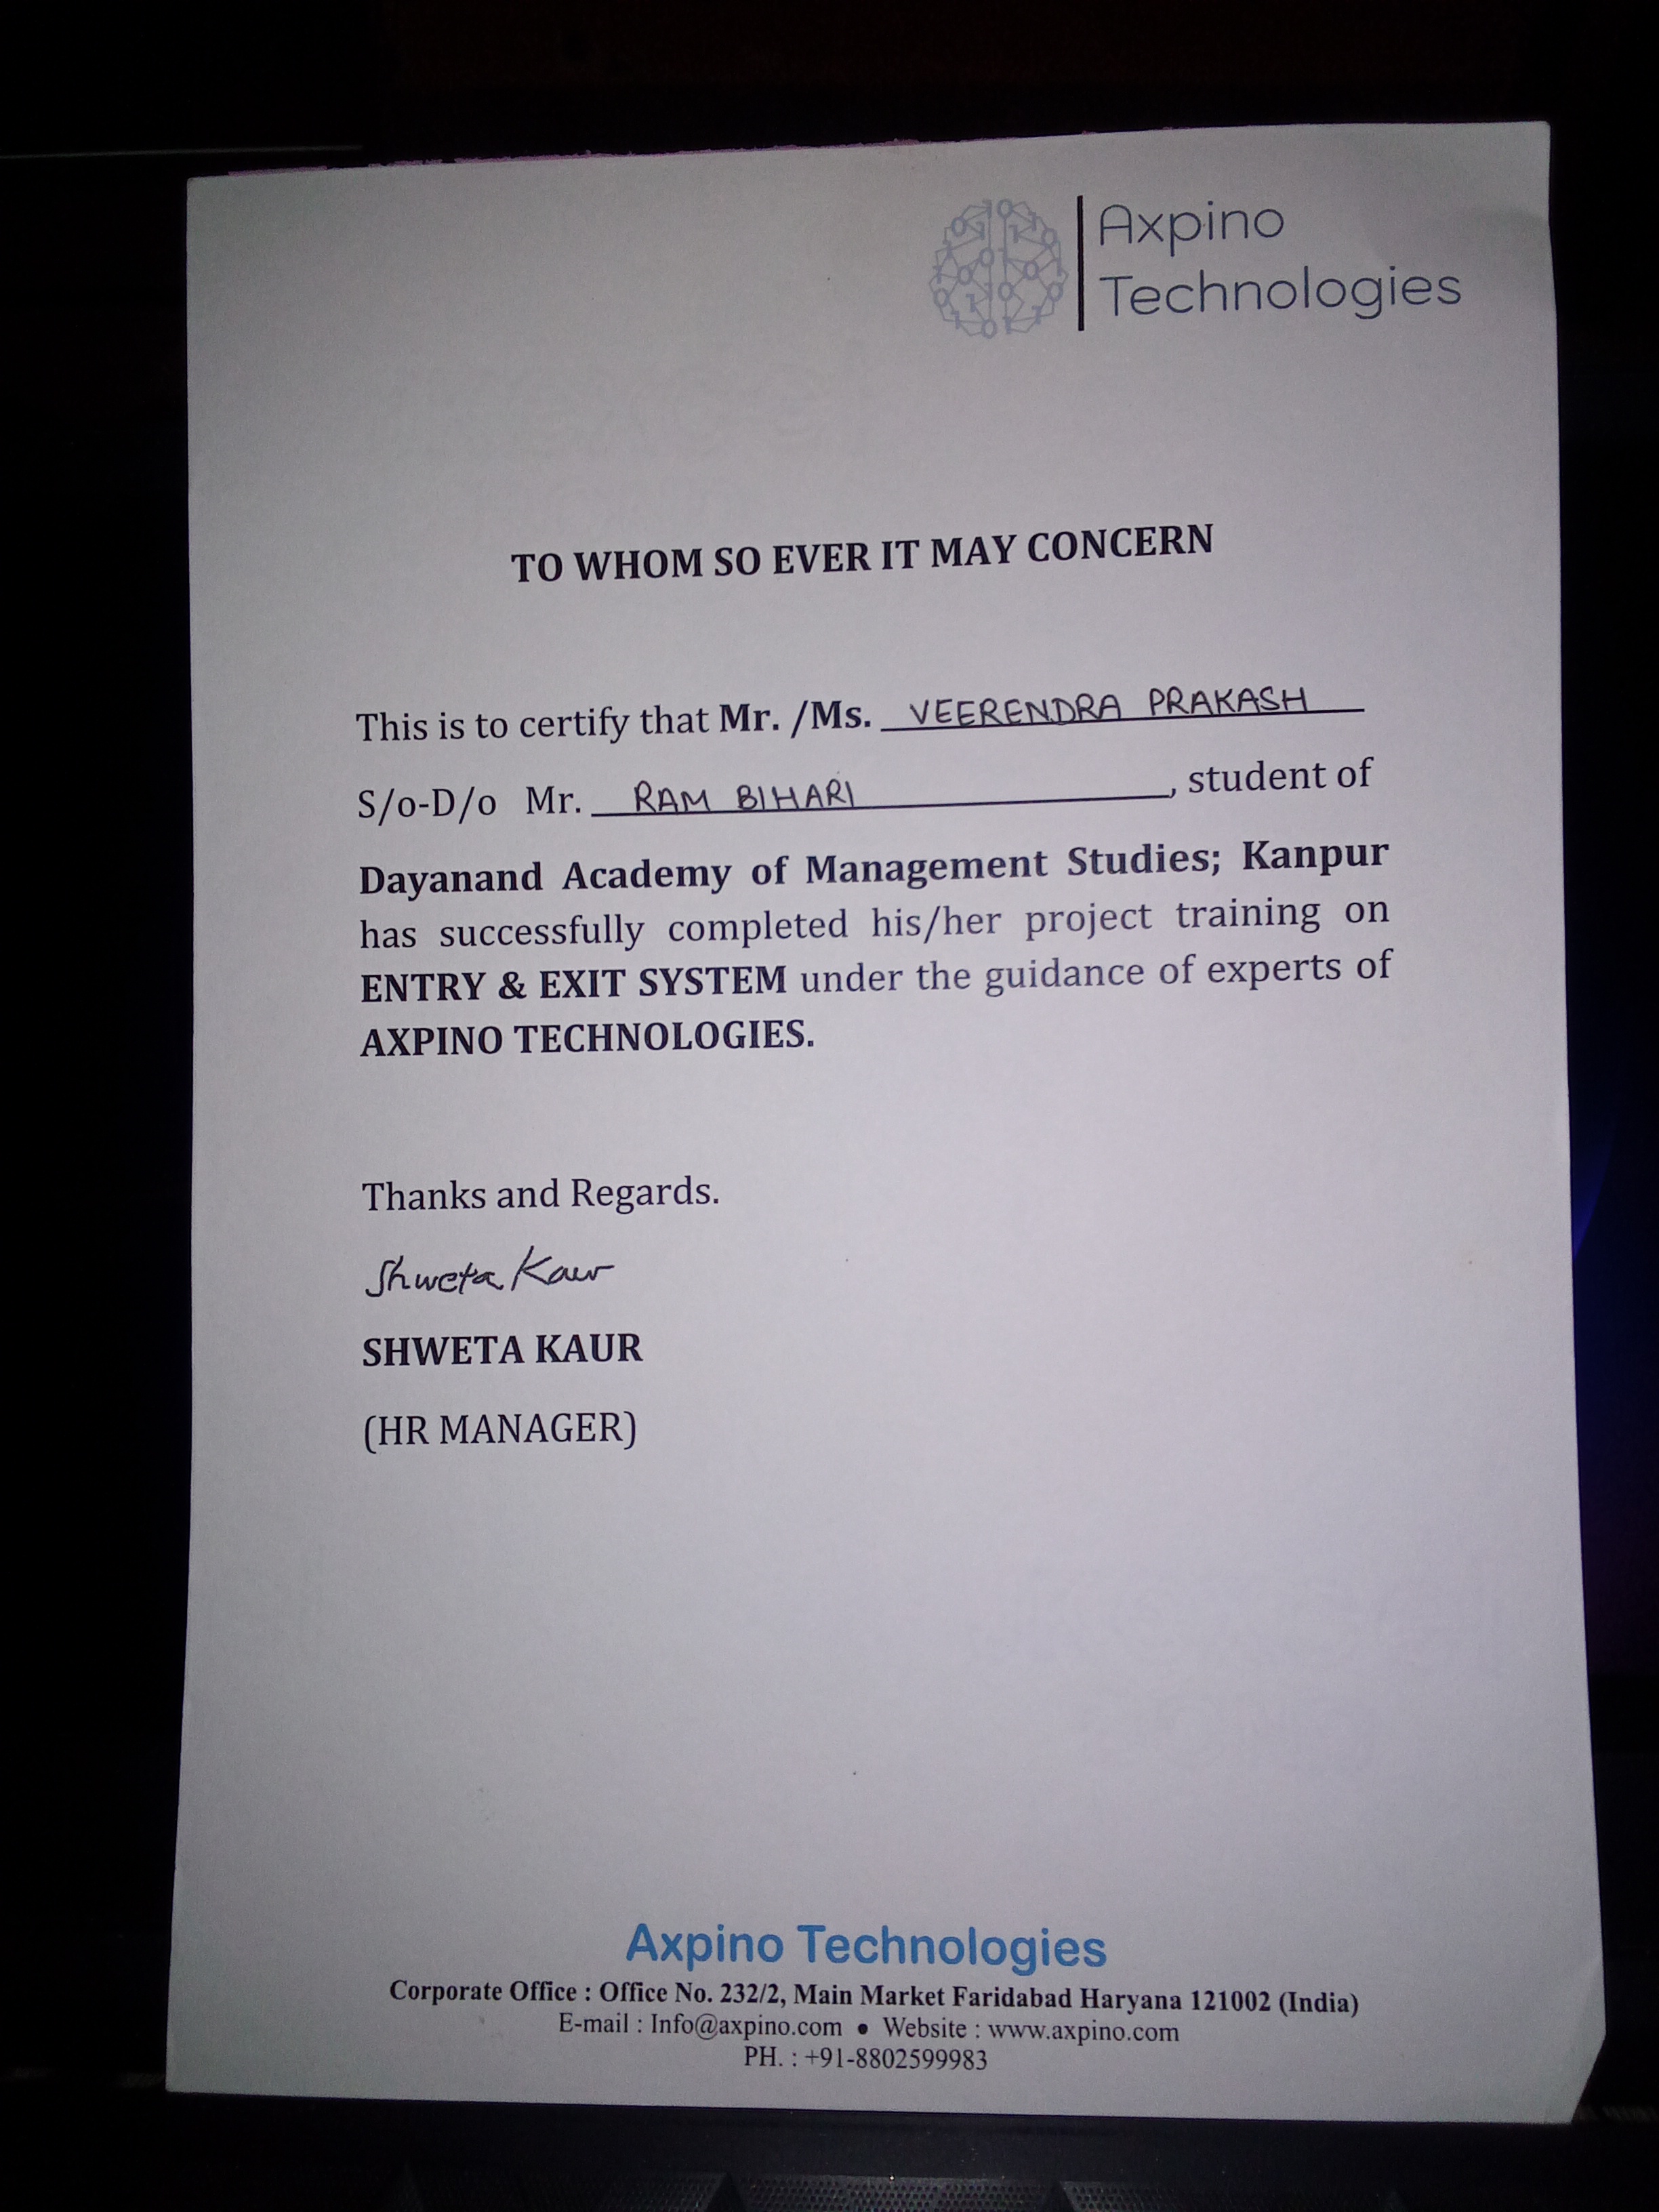 Axpino
Technologies
TO WHOM SO EVER IT MAY CONCERN
This is to certify that Mr. /Ms. VEERENDRA PRAKASH
S/o-D/o Mr. RAM BIHARI, student of
Dayanand Academy of Management Studies; Kanpur
has successfully completed his/her project training on
ENTRY & EXIT SYSTEM under the guidance of experts of
AXPINO TECHNOLOGIES.
Thanks and Regards.
Shweta Kaur
SHWETA KAUR
(HR MANAGER)
Axpino Technologies
Corporate Office : Office No. 232/2, Main Market Faridabad Haryana 121002 (India)
E-mail : Info@axpino.com • Website : www.axpino.com
PH. : +91-8802599983